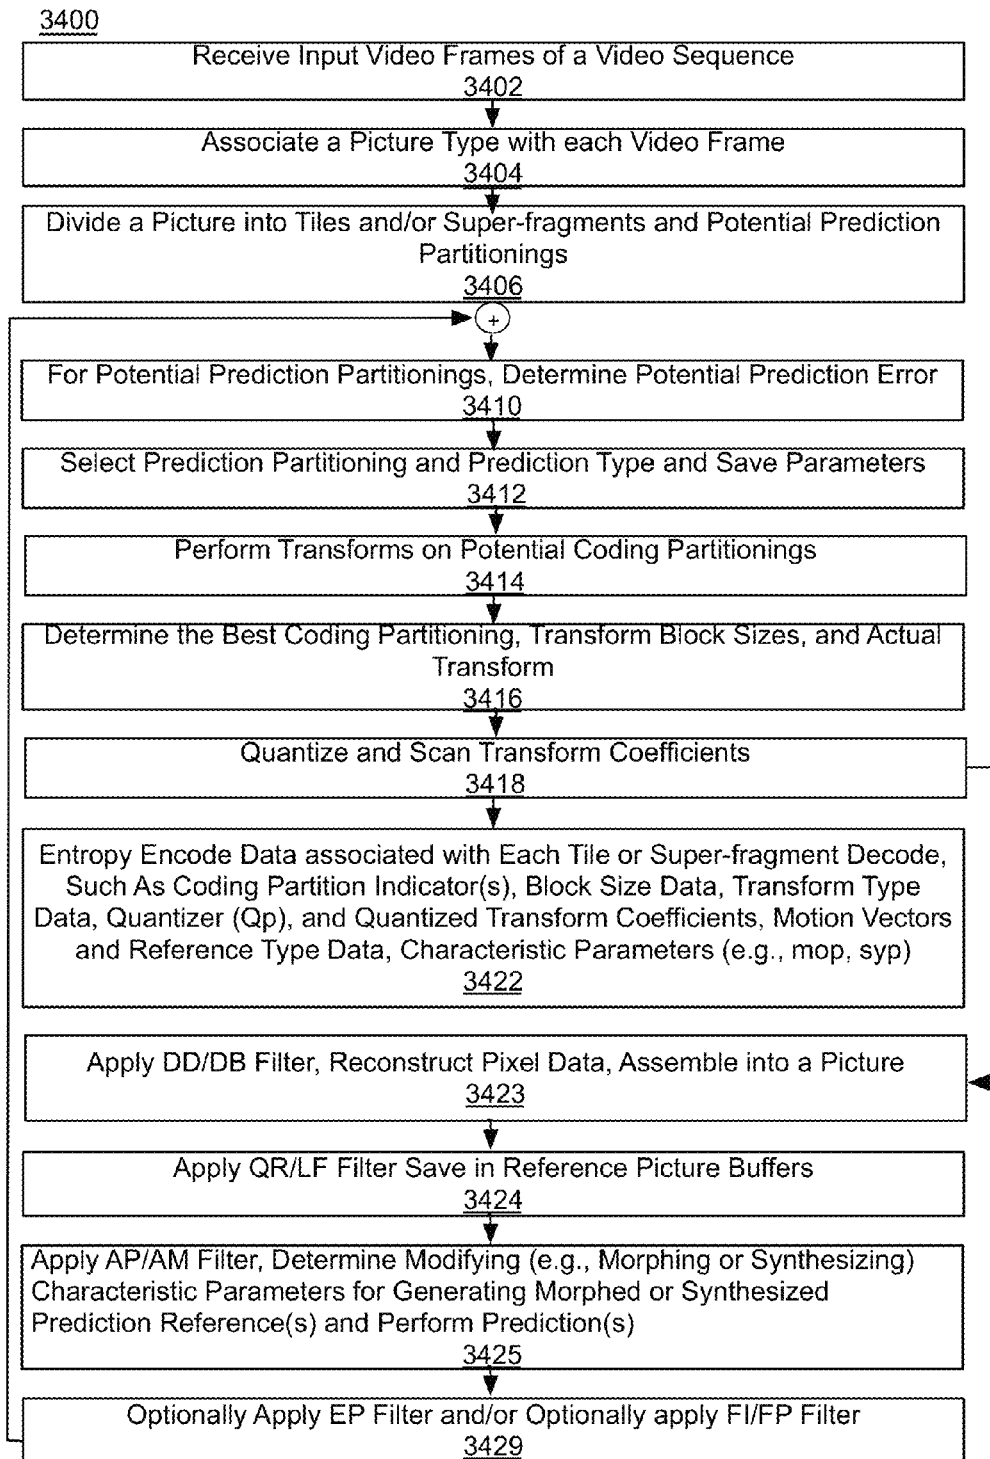 3400
Receive Input Video Frames of a Video Sequence
3402
Associate a Picture Type with each Video Frame
3404
Divide a Picture into Tiles and/or Super-fragments and Potential Prediction
Partitionings
3406
+
For Potential Prediction Partitionings, Determine Potential Prediction Error
3410
Select Prediction Partitioning and Prediction Type and Save Parameters
3412
Perform Transforms on Potential Coding Partitionings
3414
Determine the Best Coding Partitioning, Transform Block Sizes, and Actual
Transform
3416
Quantize and Scan Transform Coefficients
3418
Entropy Encode Data associated with Each Tile or Super-fragment Decode,
Such As Coding Partition Indicator(s), Block Size Data, Transform Type
Data, Quantizer (Qp), and Quantized Transform Coefficients, Motion Vectors
and Reference Type Data, Characteristic Parameters (e.g., mop, syp)
3422
Apply DD/DB Filter, Reconstruct Pixel Data, Assemble into a Picture
3423
Apply QR/LF Filter Save in Reference Picture Buffers
3424
Apply AP/AM Filter, Determine Modifying (e.g., Morphing or Synthesizing)
Characteristic Parameters for Generating Morphed or Synthesized
Prediction Reference(s) and Perform Prediction(s)
3425
Optionally Apply EP Filter and/or Optionally apply FI/FP Filter
3429